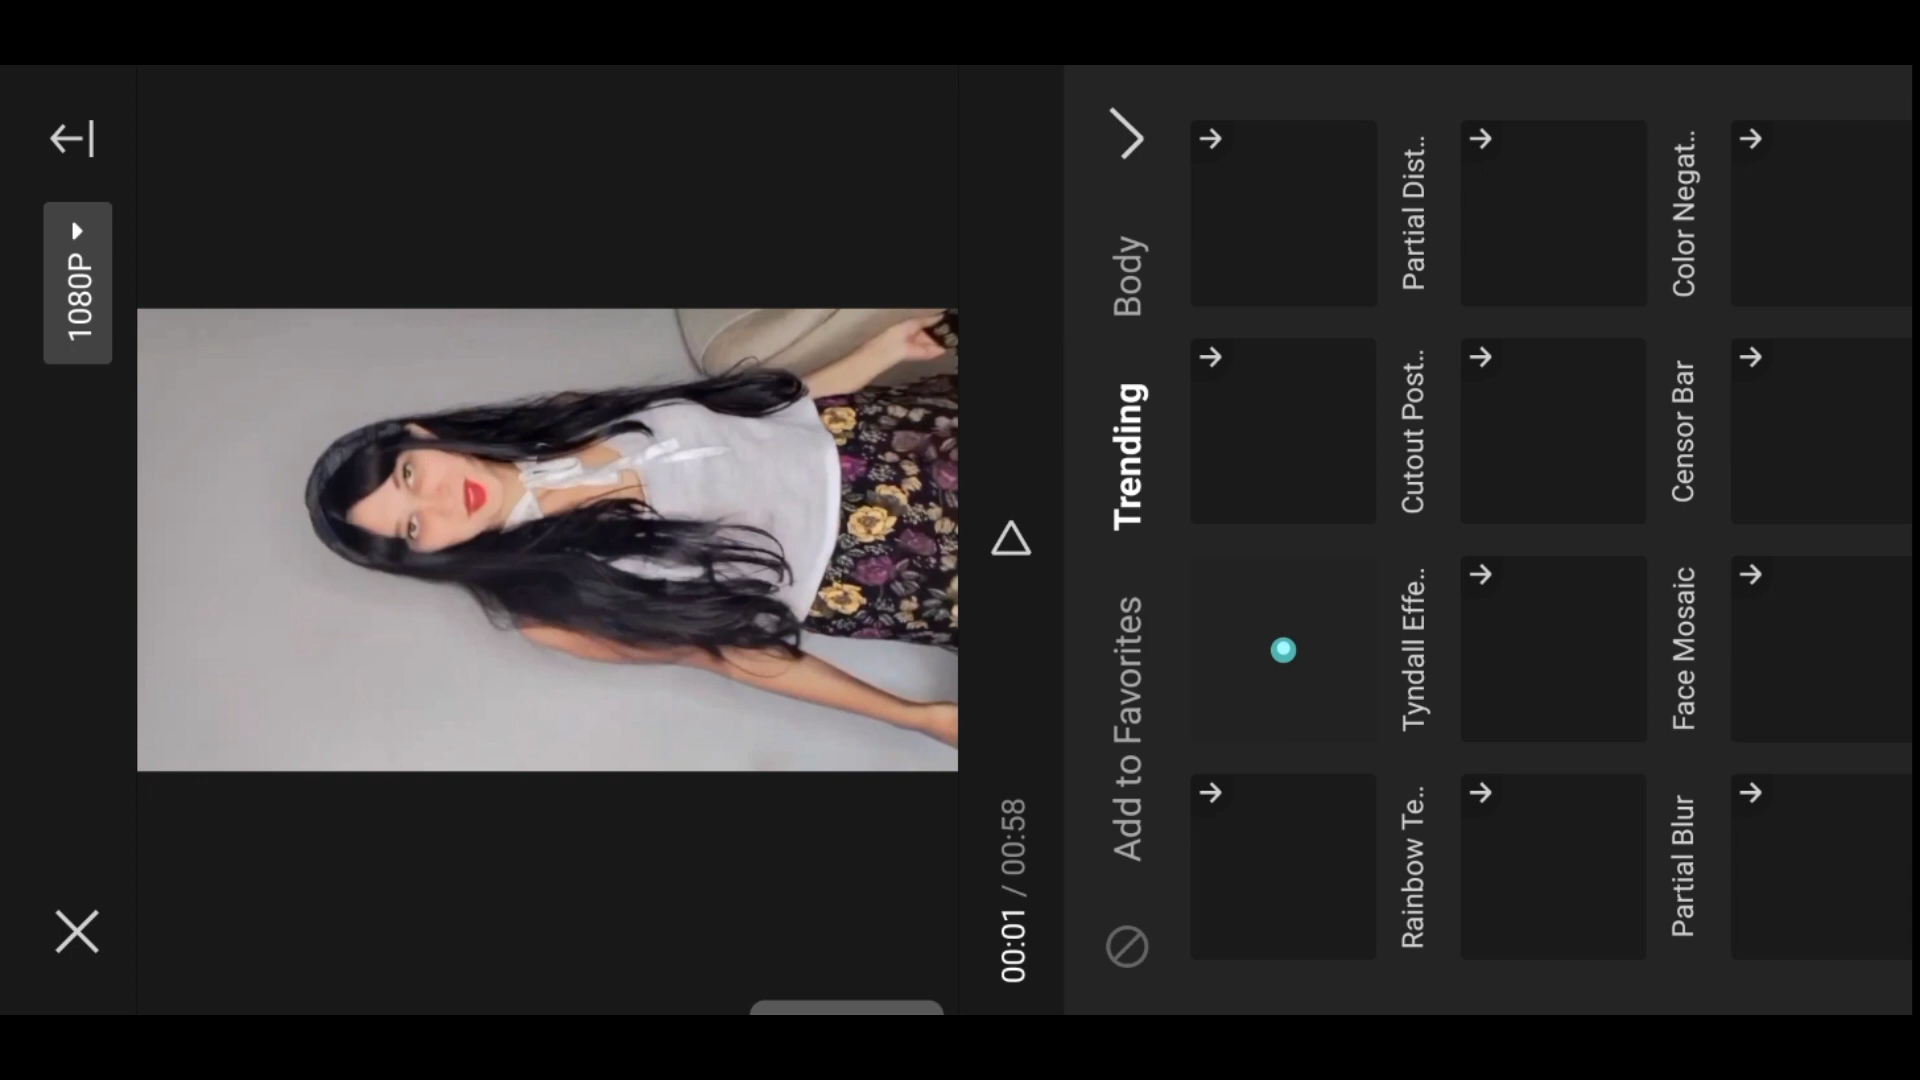 1080P
00:01 / 00:58
Add to Favorites
Trending
Body
Rainbow Te..
Tyndall Effe..
Cutout Post..
Partial Dist..
Partial Blur
Face Mosaic
Censor Bar
Color Negat..